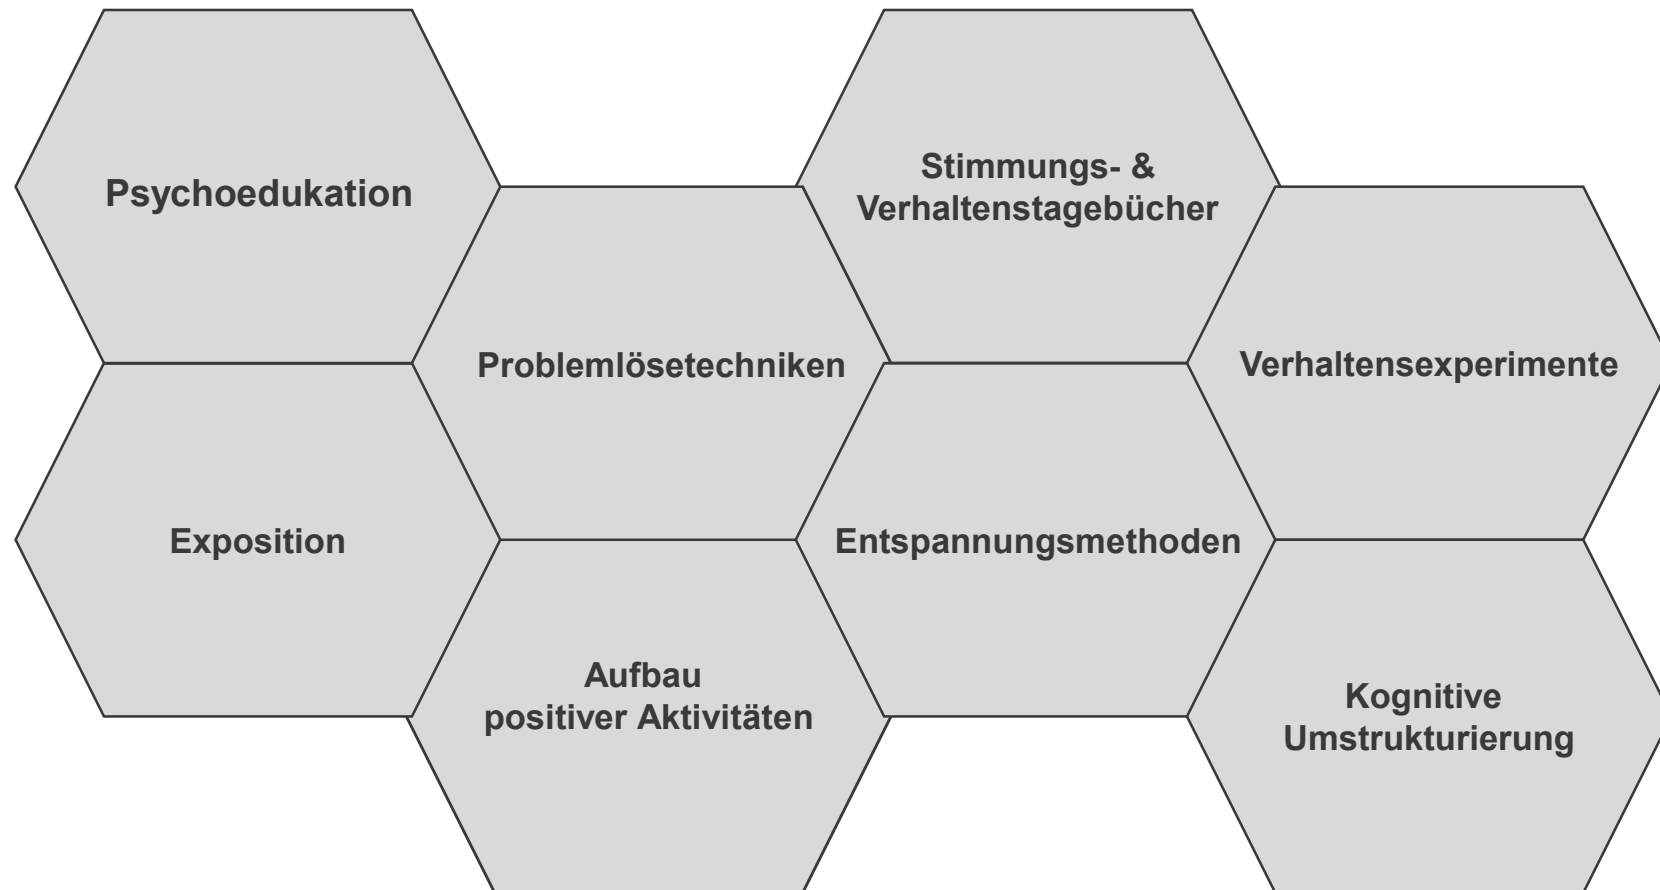 Psychoedukation
Stimmungs- &
Verhaltenstagebücher
Problemlösetechniken
Verhaltensexperimente
Exposition
Entspannungsmethoden
Aufbau
positiver Aktivitäten
Kognitive
Umstrukturierung